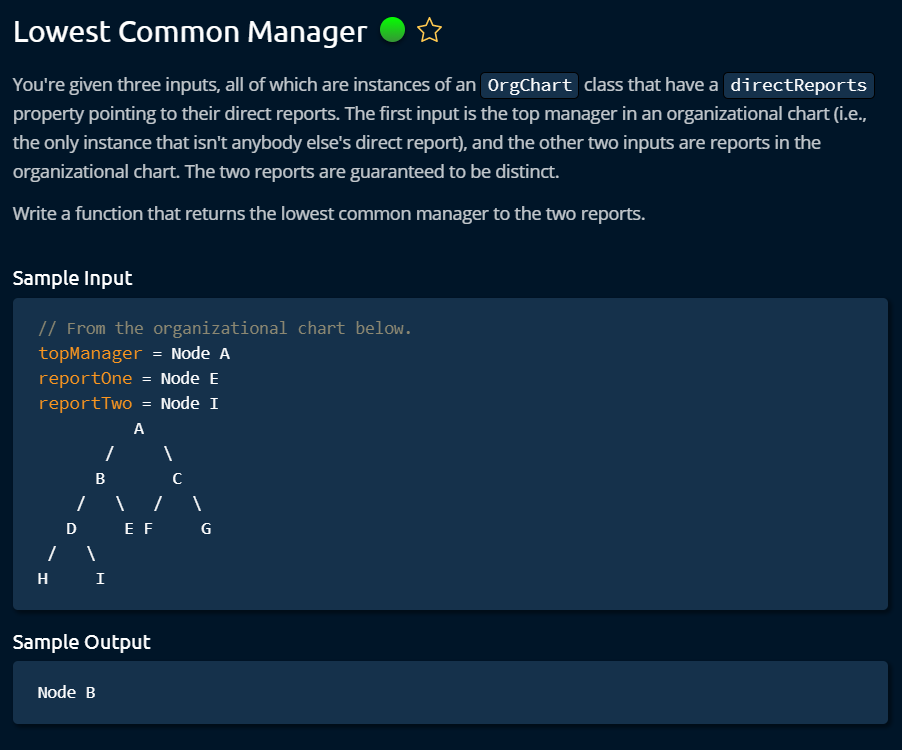 Lowest Common Manager
You're given three inputs, all of which are instances of an OrgChart class that have a directReports
property pointing to their direct reports. The first input is the top manager in an organizational chart (i.e.,
the only instance that isn't anybody else's direct report), and the other two inputs are reports in the
organizational chart. The two reports are guaranteed to be distinct.
Write a function that returns the lowest common manager to the two reports.
Sample Input
// From the organizational chart below.
topManager = Node A
reportOne = Node E
reportTwo = Node I
          A
       /     \
      B       C
    /   \   /   \
   D     E F     G
 /   \
H     I
Sample Output
Node B